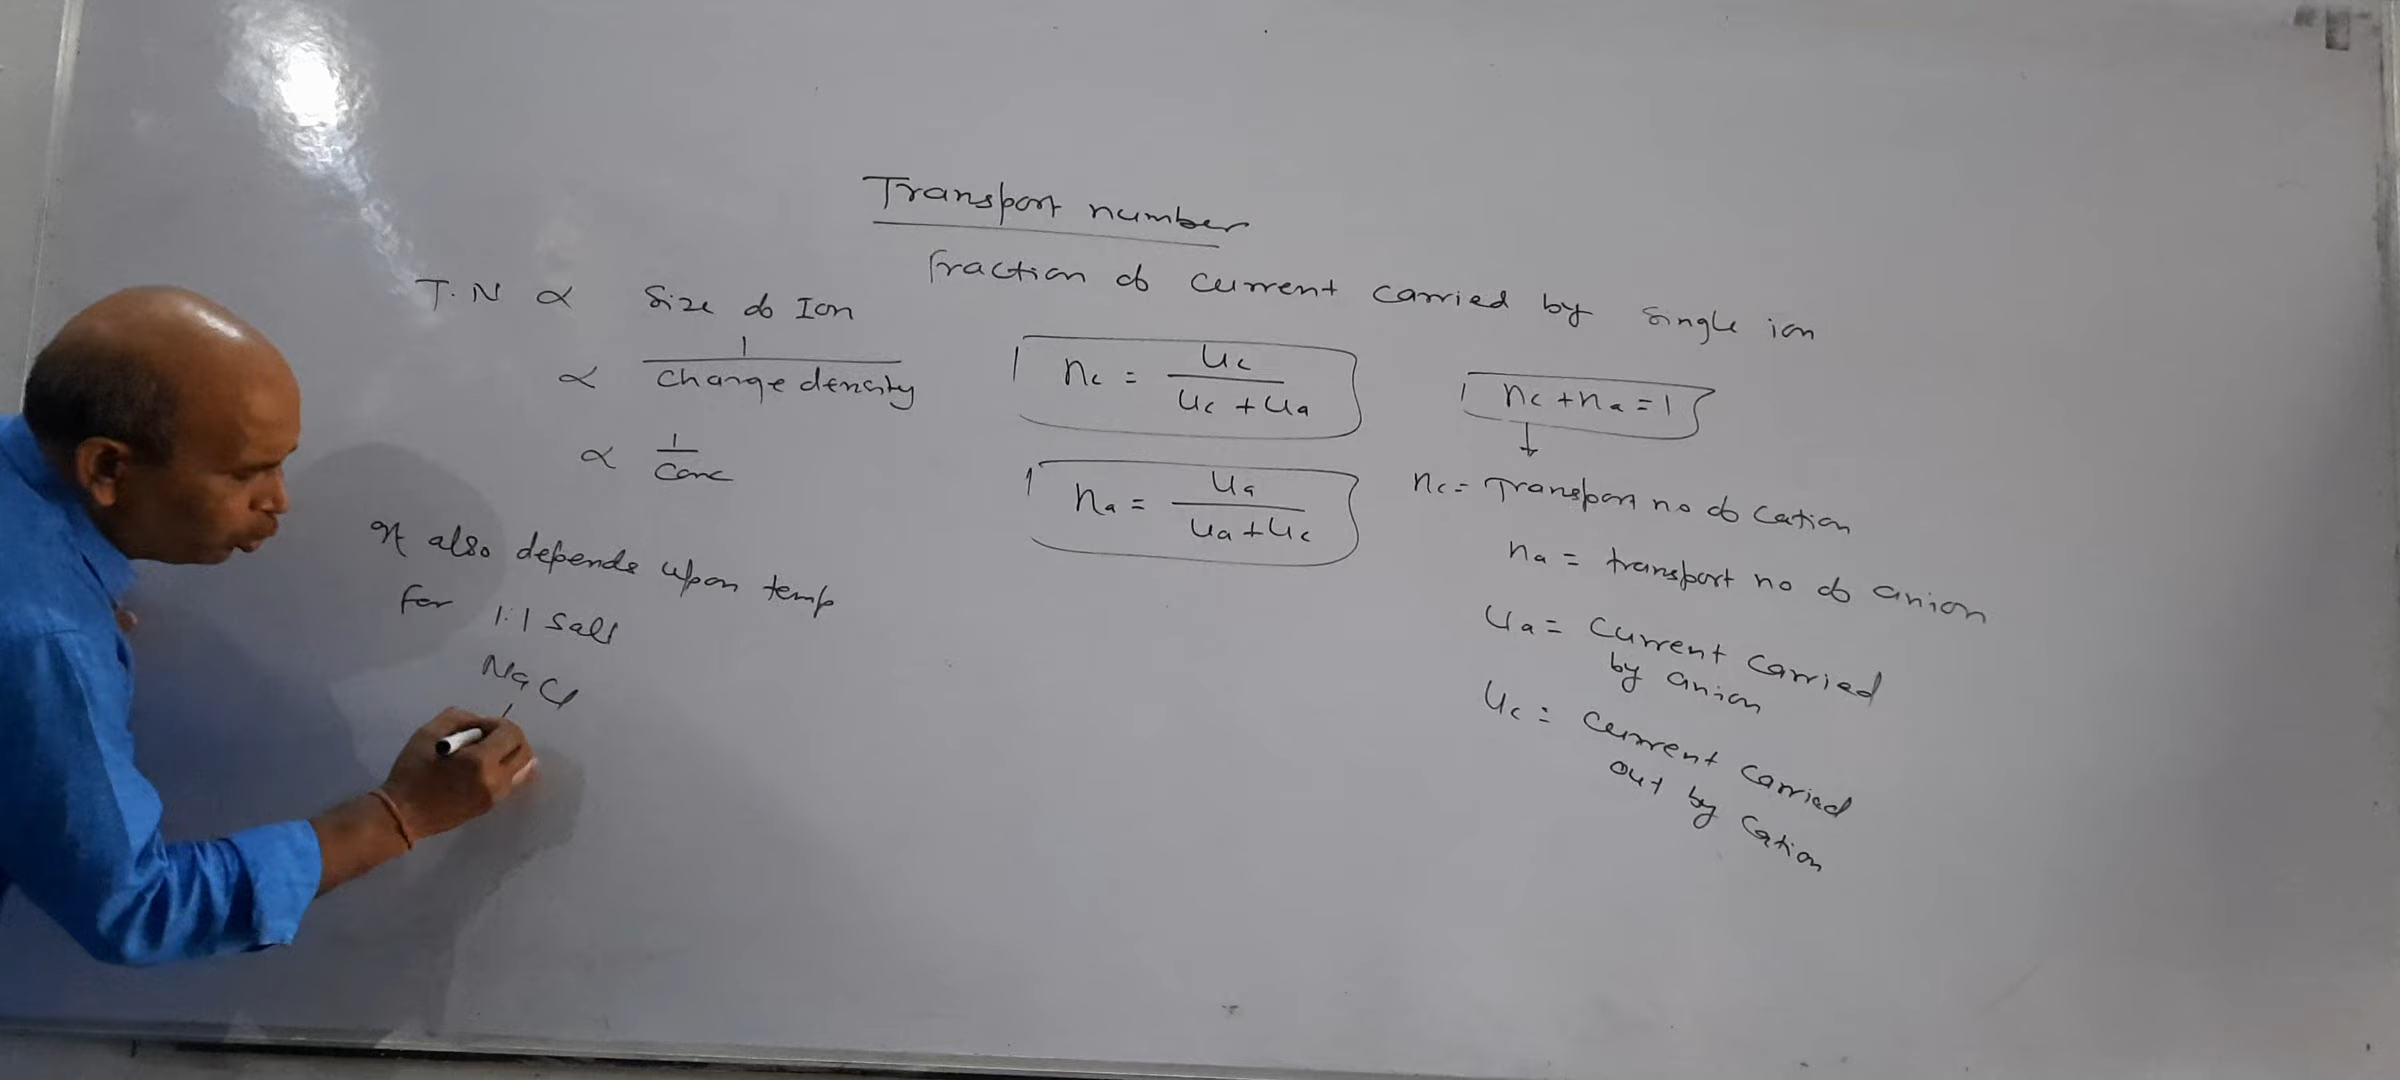 Transport number
fraction of current carried by single ion
T.N ∝ Size of Ion
∝ 1 / Charge density
∝ 1 / Conc
It also depends upon temp
for 1:1 salt
NaCl
nc = uc / uc + ua
na = ua / ua + uc
nc + na = 1
nc = Transport no of Cation
na = transport no of anion
ua = Current carried
by anion
uc = Current carried
out by Cation